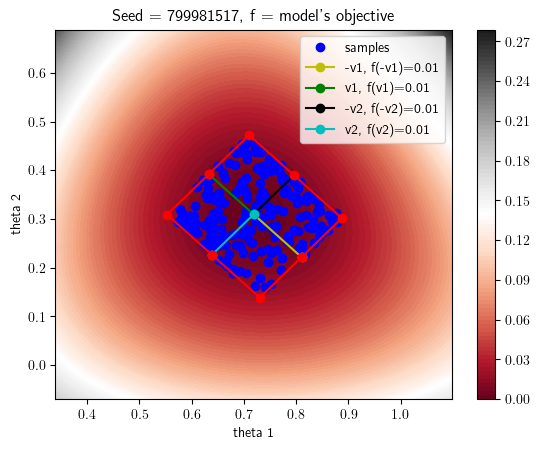 Seed = 799981517, f = model's objective
samples
-v1, f(-v1)=0.01
v1, f(v1)=0.01
-v2, f(-v2)=0.01
v2, f(v2)=0.01
0.6
0.5
0.4
0.3
0.2
0.1
0.0
theta 2
0.4 0.5 0.6 0.7 0.8 0.9 1.0
theta 1
0.27
0.24
0.21
0.18
0.15
0.12
0.09
0.06
0.03
0.00